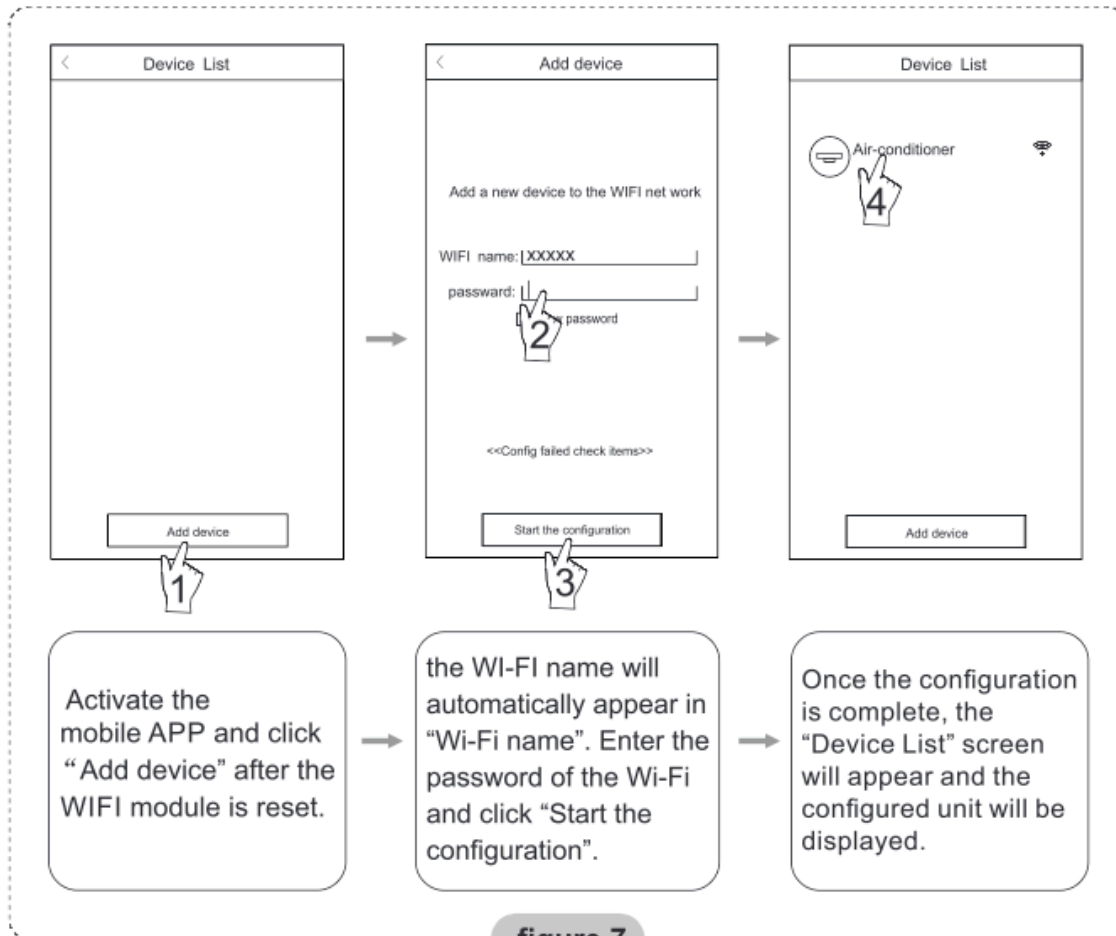 Device List
Add device
1
Add device
Add a new device to the WIFI net work
WIFI name: XXXXX
passward:
password
2
<<Config failed check items>>
Start the configuration
3
Device List
Air-conditioner
4
Add device
Activate the
mobile APP and click
“Add device” after the
WIFI module is reset.
the WI-FI name will
automatically appear in
“Wi-Fi name”. Enter the
password of the Wi-Fi
and click “Start the
configuration”.
Once the configuration
is complete, the
“Device List” screen
will appear and the
configured unit will be
displayed.
figure 7